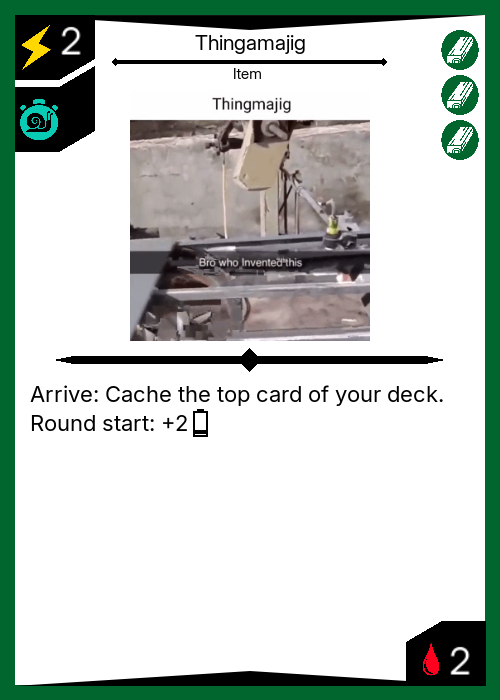 2
Thingamajig
Item
Thingmajig
Bro who Invented this
Arrive: Cache the top card of your deck.
Round start: +2
2